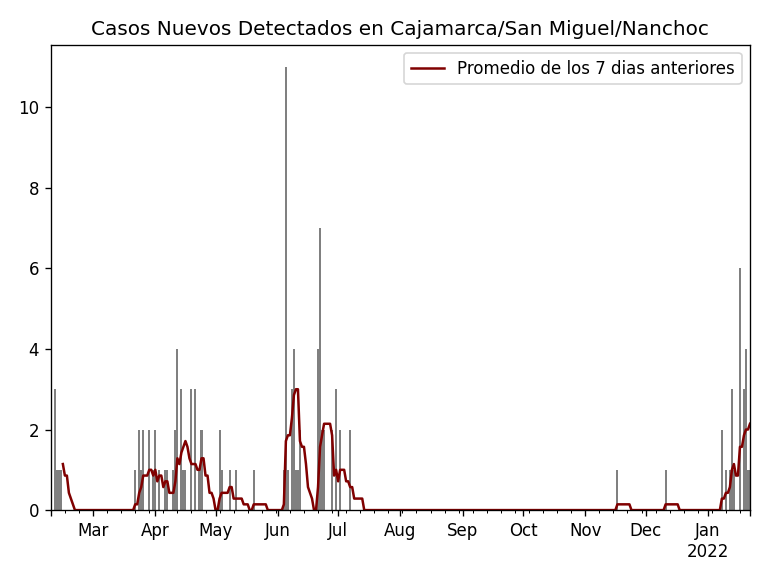 Casos Nuevos Detectados en Cajamarca/San Miguel/Nanchoc
Promedio de los 7 dias anteriores
10
8
6
4
2
0
Mar Apr May Jun Jul Aug Sep Oct Nov Dec Jan
2022